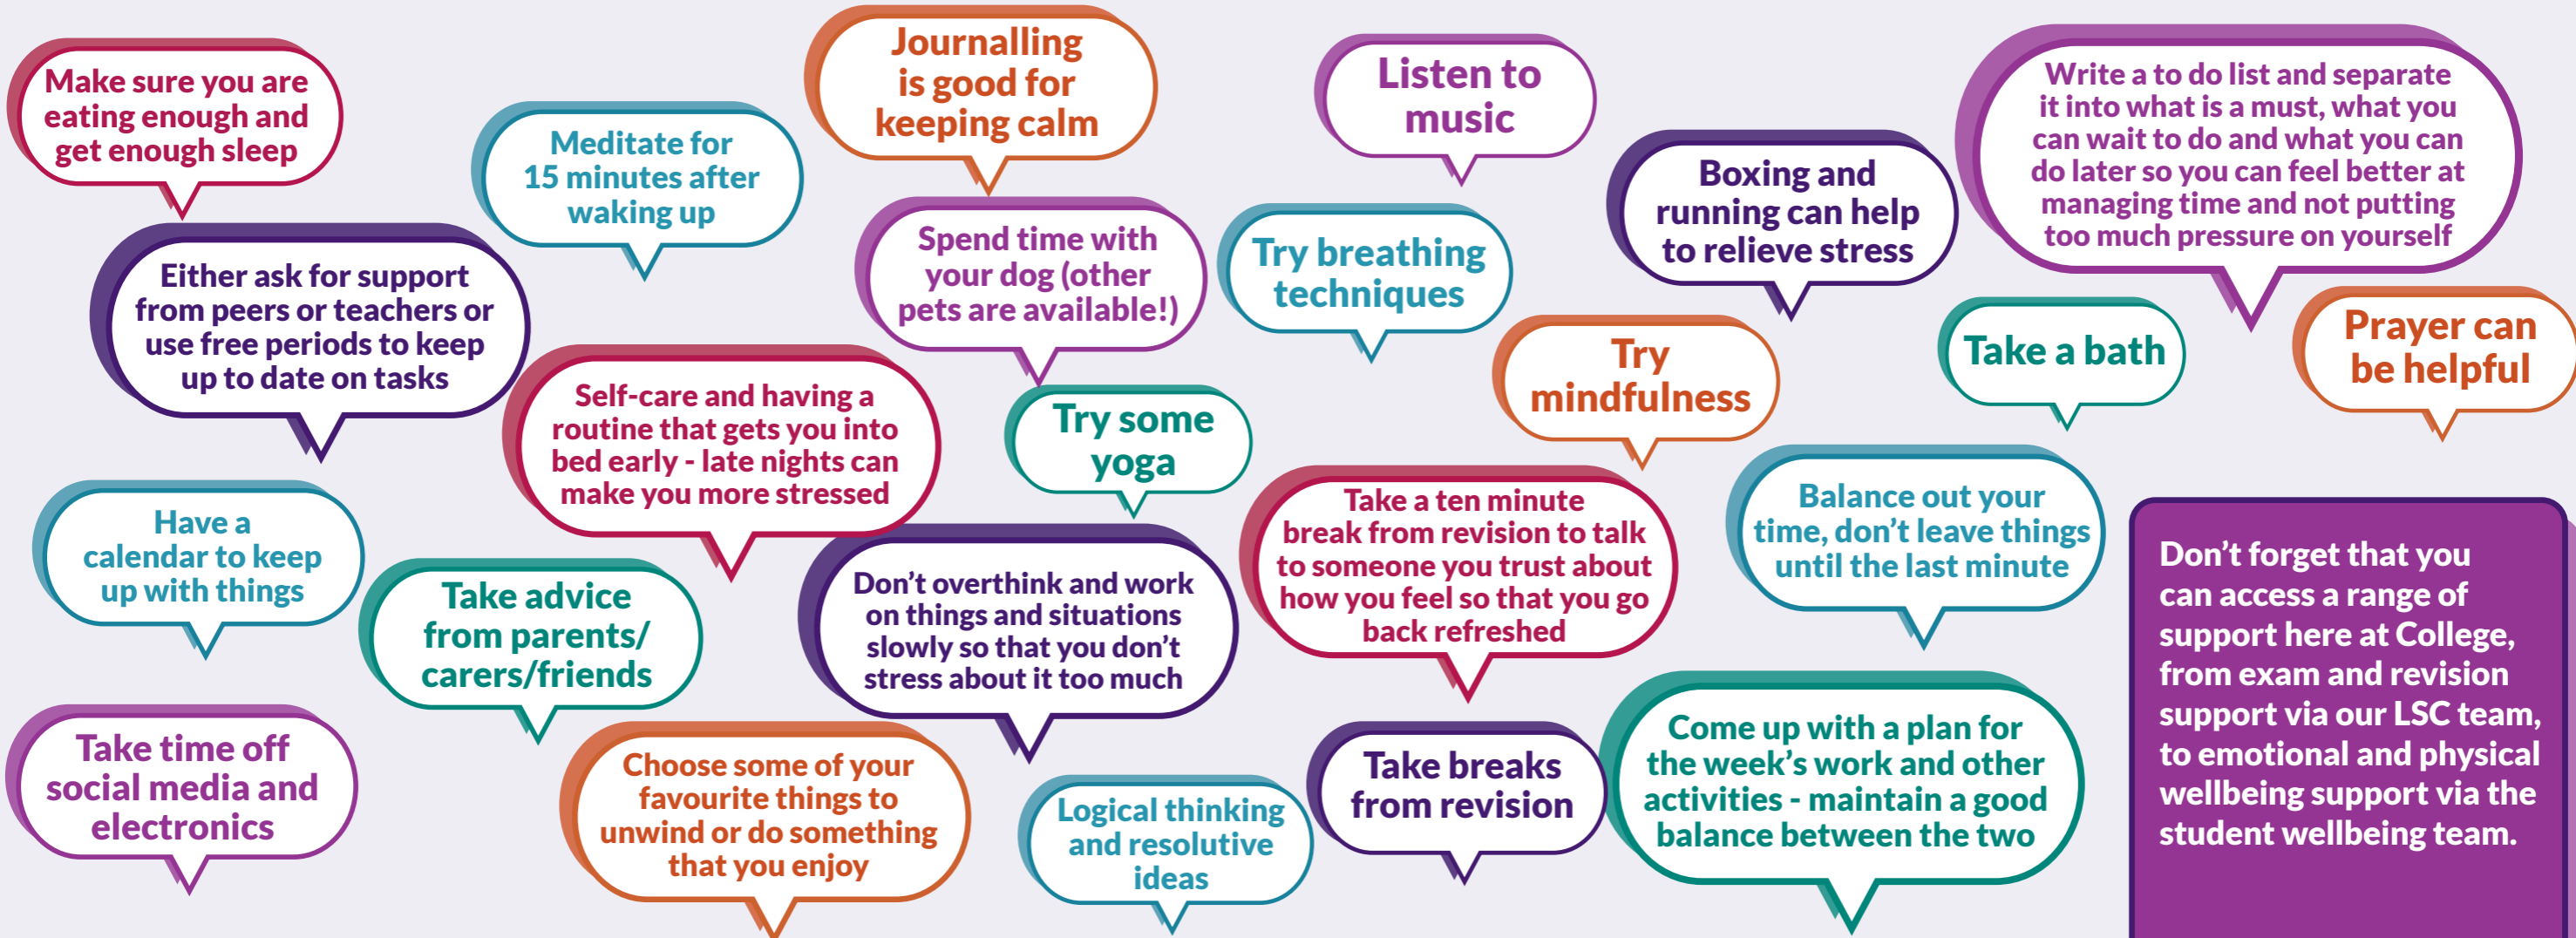 Make sure you are
eating enough and
get enough sleep
Meditate for
15 minutes after
waking up
Journalling
is good for
keeping calm
Listen to
music
Boxing and
running can help
to relieve stress
Write a to do list and separate
it into what is a must, what you
can wait to do and what you can
do later so you can feel better at
managing time and not putting
too much pressure on yourself
Either ask for support
from peers or teachers or
use free periods to keep
up to date on tasks
Spend time with
your dog (other
pets are available!)
Try breathing
techniques
Try
mindfulness
Take a bath
Prayer can
be helpful
Self-care and having a
routine that gets you into
bed early - late nights can
make you more stressed
Try some
yoga
Have a
calendar to keep
up with things
Take advice
from parents/
carers/friends
Don't overthink and work
on things and situations
slowly so that you don't
stress about it too much
Take a ten minute
break from revision to talk
to someone you trust about
how you feel so that you go
back refreshed
Balance out your
time, don't leave things
until the last minute
Don't forget that you
can access a range of
support here at College,
from exam and revision
support via our LSC team,
to emotional and physical
wellbeing support via the
student wellbeing team.
Take time off
social media and
electronics
Choose some of your
favourite things to
unwind or do something
that you enjoy
Logical thinking
and resolutive
ideas
Take breaks
from revision
Come up with a plan for
the week's work and other
activities - maintain a good
balance between the two